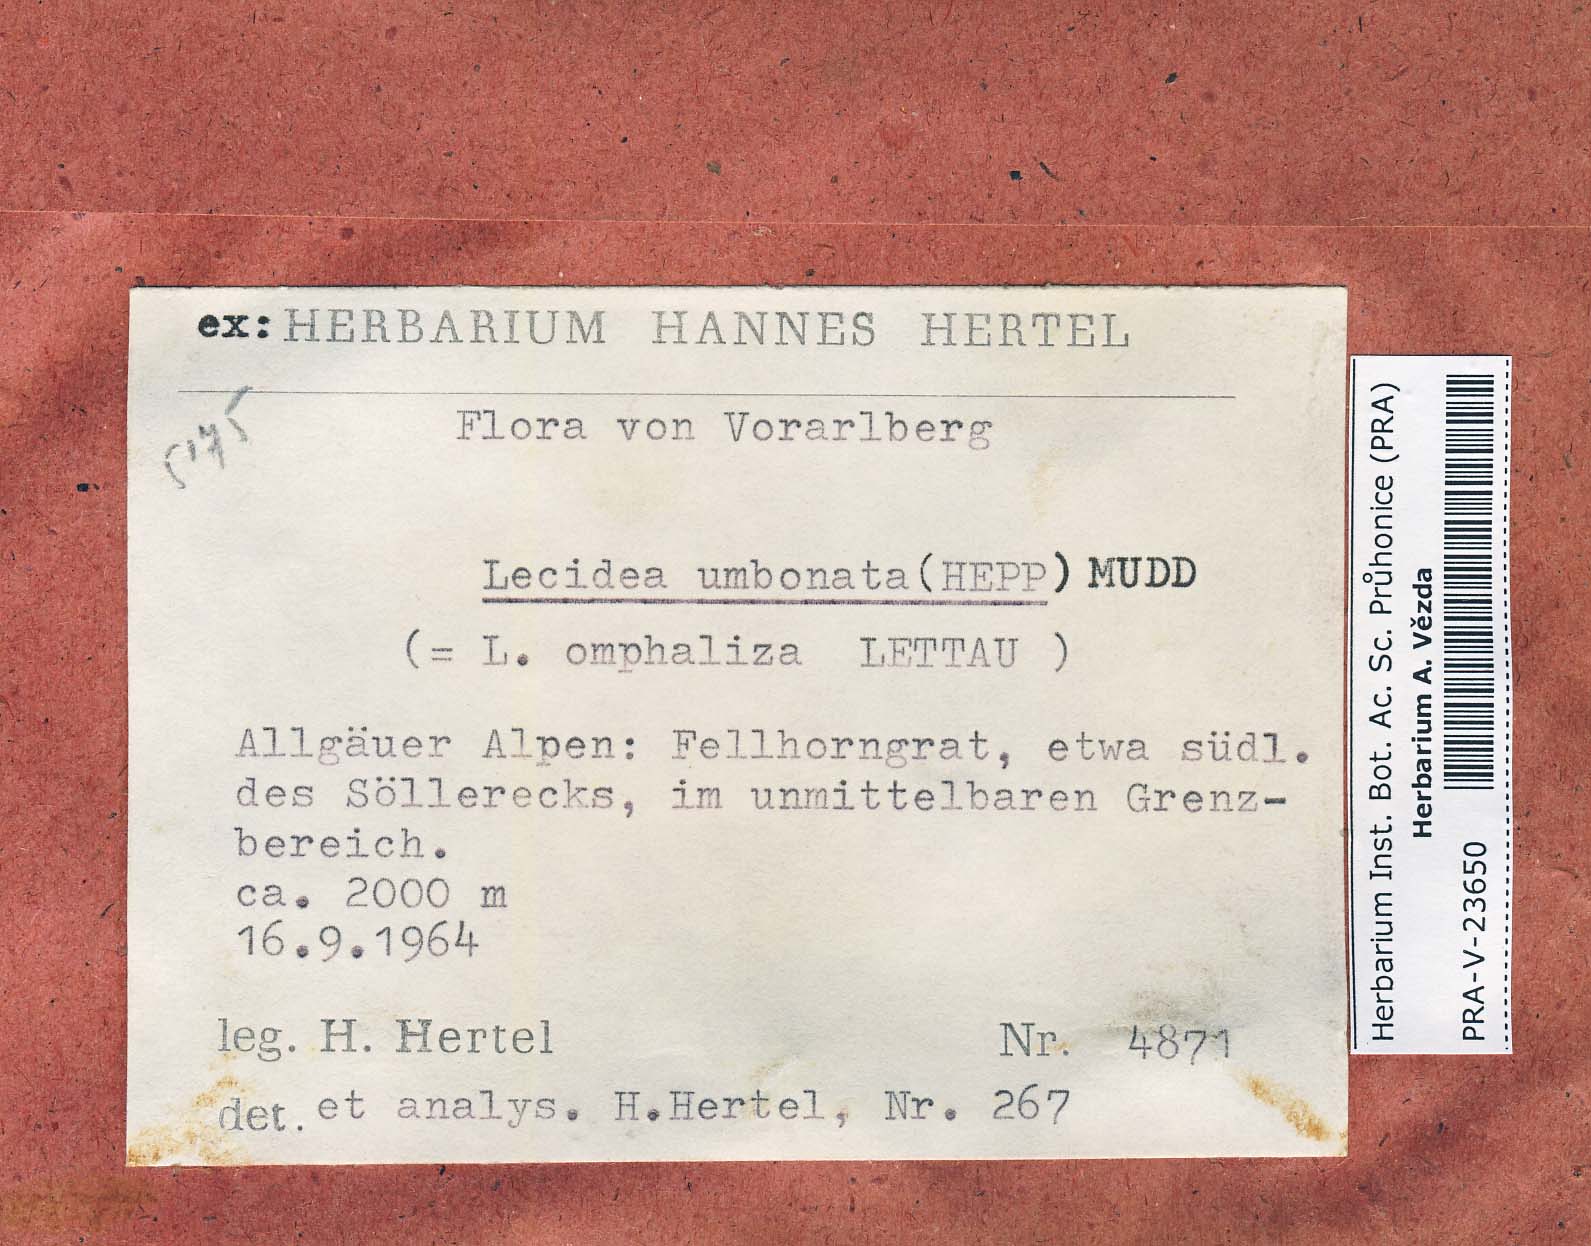 ex: HERBARIUM HANNES HERTEL
Flora von Vorarlberg
5175
Lecidea umbonata (HEPP) MUDD
(= L. omphaliza LETTAU )
Allgäuer Alpen: Fellhorngrat, etwa südl.
des Söllerecks, im unmittelbaren Grenz-
bereich.
ca. 2000 m
16.9.1964
leg. H. Hertel Nr. 4871
det. et analys. H.Hertel, Nr. 267
Herbarium Inst. Bot. Ac. Sc. Průhonice (PRA)
Herbarium A. Vězda
PRA-V-23650